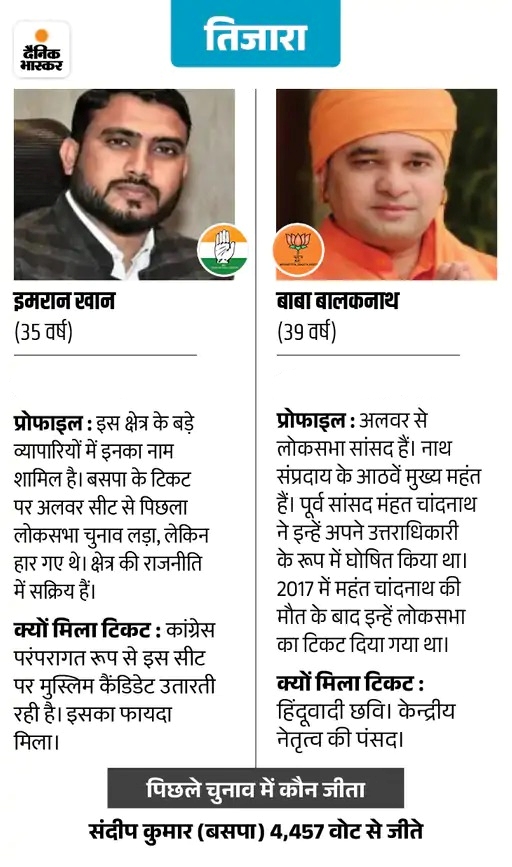 दैनिक
भास्कर
तिजारा
इमरान खान
(35 वर्ष)
प्रोफाइल : इस क्षेत्र के बड़े
व्यापारियों में इनका नाम
शामिल है। बसपा के टिकट
पर अलवर सीट से पिछला
लोकसभा चुनाव लड़ा, लेकिन
हार गए थे। क्षेत्र की राजनीति
में सक्रिय हैं।
क्यों मिला टिकट : कांग्रेस
परंपरागत रूप से इस सीट
पर मुस्लिम कैंडिडेट उतारती
रही है। इसका फायदा
मिला।
बाबा बालकनाथ
(39 वर्ष)
प्रोफाइल : अलवर से
लोकसभा सांसद हैं। नाथ
संप्रदाय के आठवें मुख्य महंत
हैं। पूर्व सांसद मंहत चांदनाथ
ने इन्हें अपने उत्तराधिकारी
के रूप में घोषित किया था।
2017 में महंत चांदनाथ की
मौत के बाद इन्हें लोकसभा
का टिकट दिया गया था।
क्यों मिला टिकट :
हिंदूवादी छवि। केन्द्रीय
नेतृत्व की पंसद।
पिछले चुनाव में कौन जीता
संदीप कुमार (बसपा) 4,457 वोट से जीते